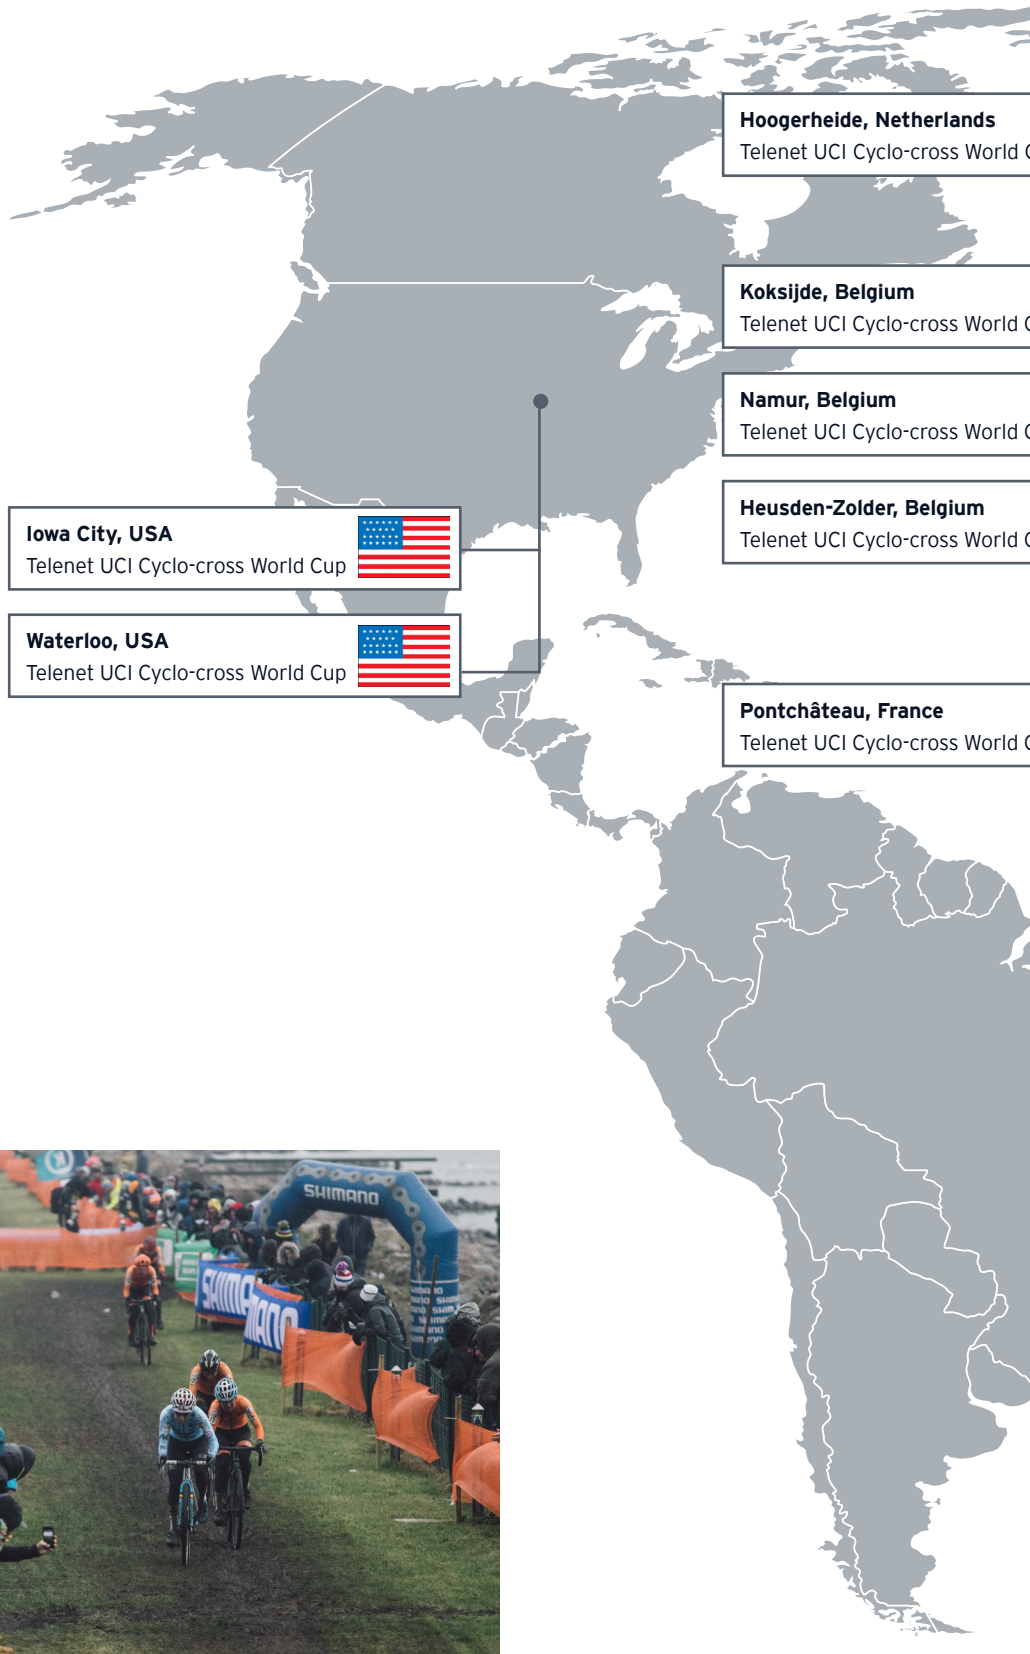 Hoogerheide, Netherlands
Telenet UCI Cyclo-cross World C
Koksijde, Belgium
Telenet UCI Cyclo-cross World C
Namur, Belgium
Telenet UCI Cyclo-cross World C
Heusden-Zolder, Belgium
Telenet UCI Cyclo-cross World C
Iowa City, USA
Telenet UCI Cyclo-cross World Cup
Waterloo, USA
Telenet UCI Cyclo-cross World Cup
Pontchâteau, France
Telenet UCI Cyclo-cross World C
SHIMANO
SHIMA
MANO